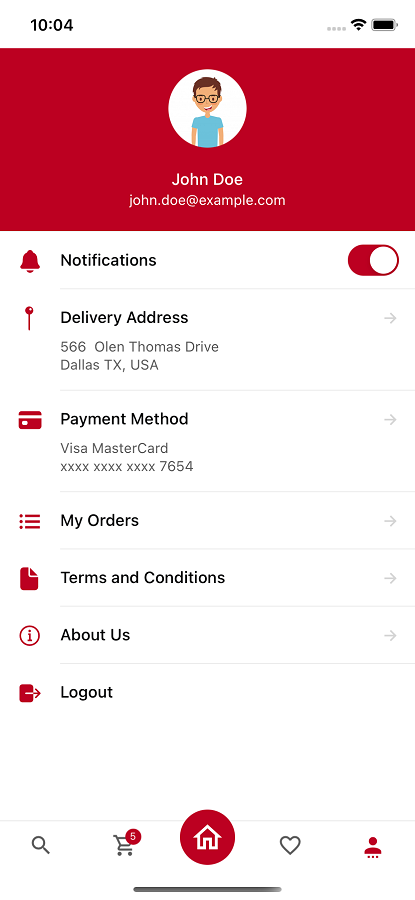 10:04
John Doe
john.doe@example.com
Notifications
Delivery Address
566  Olen Thomas Drive
Dallas TX, USA
Payment Method
Visa MasterCard
xxxx xxxx xxxx 7654
My Orders
Terms and Conditions
About Us
Logout
5